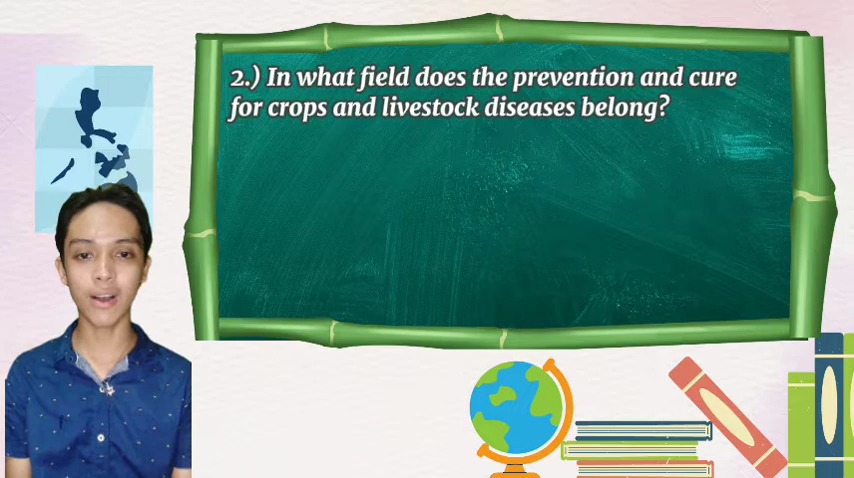 2.) In what field does the prevention and cure
for crops and livestock diseases belong?